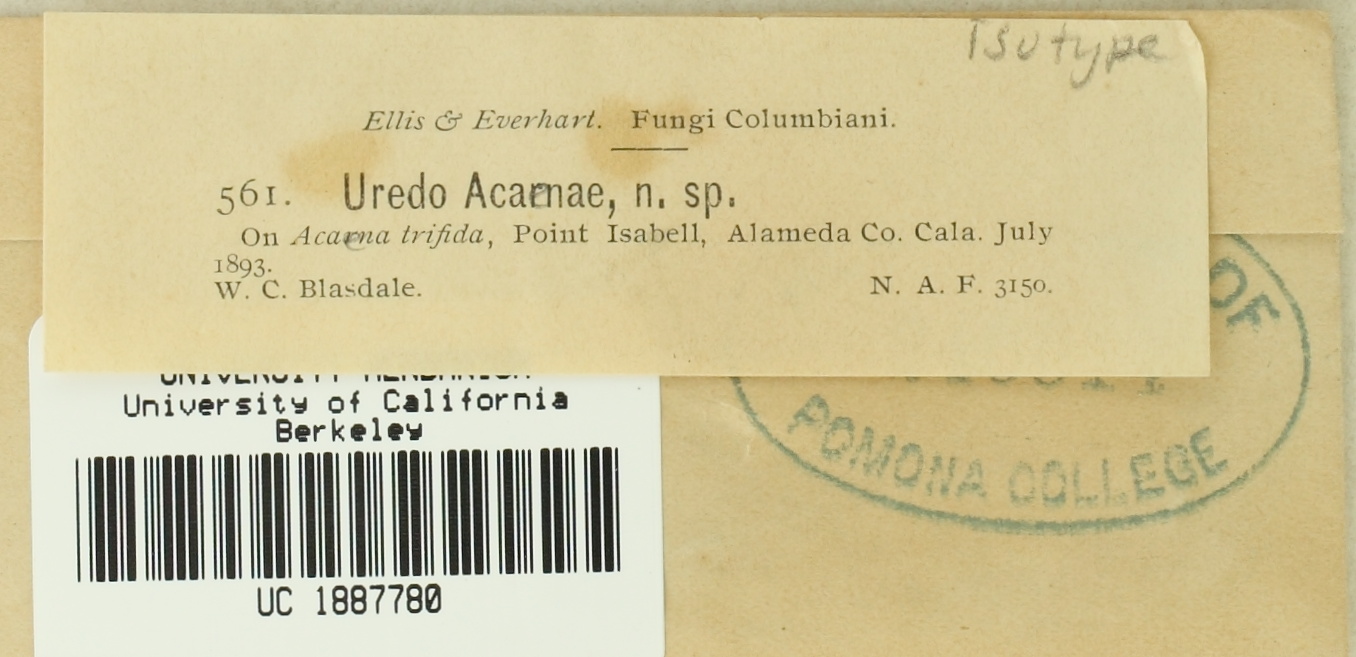 Isotype
Ellis & Everhart. Fungi Columbiani.
561. Uredo Acaenae, n. sp.
On Acaena trifida, Point Isabell, Alameda Co. Cala. July
1893.
W. C. Blasdale. N. A. F. 3150.
OF
POMONA COLLEGE
University of California
Berkeley
UC 1887780